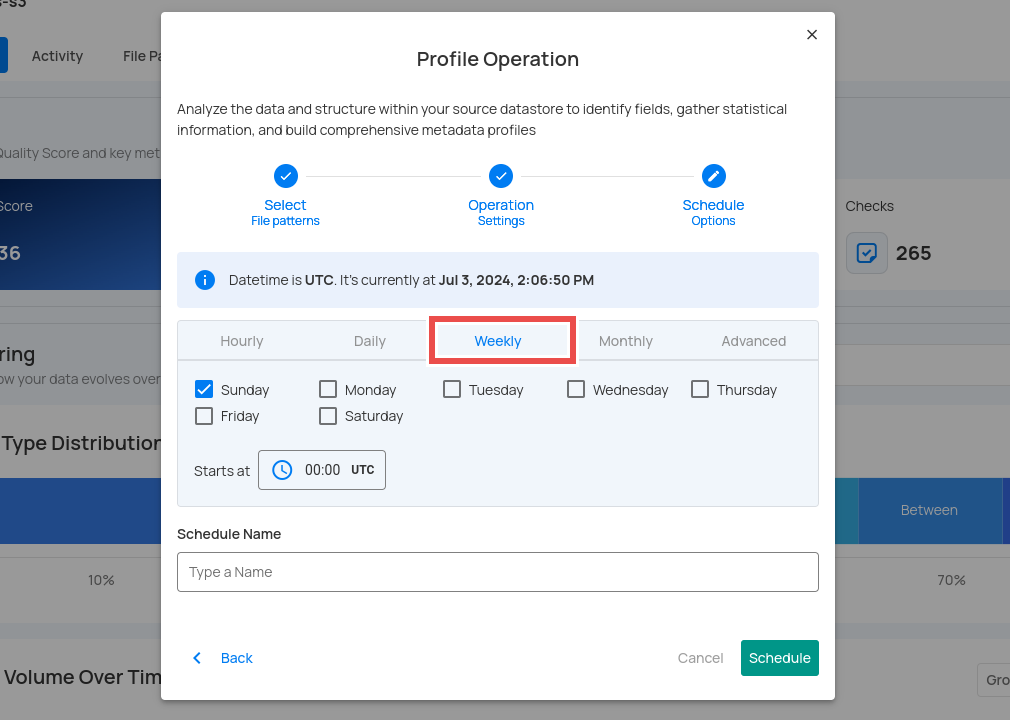 s-s3
Activity
File Pa
Profile Operation
Analyze the data and structure within your source datastore to identify fields, gather statistical
information, and build comprehensive metadata profiles
Quality Score and key met
Select
File patterns
Operation
Settings
Schedule
Options
Score
36
Checks
265
Datetime is UTC. It's currently at Jul 3, 2024, 2:06:50 PM
Hourly
Daily
Weekly
Monthly
Advanced
ring
ow your data evolves over
Sunday
Monday
Tuesday
Wednesday
Thursday
Friday
Saturday
Type Distribution
Starts at
00:00 UTC
Between
Schedule Name
Type a Name
10%
70%
Back
Cancel
Schedule
Volume Over Tim
Gro